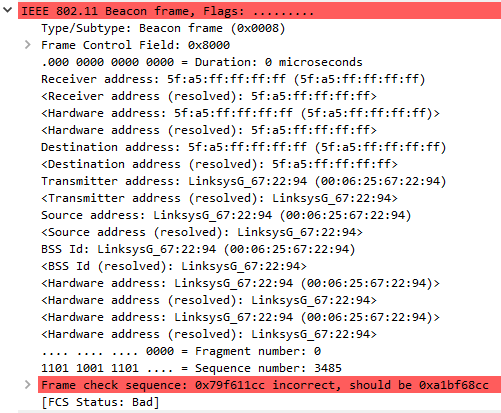 IEEE 802.11 Beacon frame, Flags: .........
Type/Subtype: Beacon frame (0x0008)
Frame Control Field: 0x8000
.000 0000 0000 0000 = Duration: 0 microseconds
Receiver address: 5f:a5:ff:ff:ff:ff (5f:a5:ff:ff:ff:ff)
<Receiver address (resolved): 5f:a5:ff:ff:ff:ff>
<Hardware address: 5f:a5:ff:ff:ff:ff (5f:a5:ff:ff:ff:ff)>
<Hardware address (resolved): 5f:a5:ff:ff:ff:ff>
Destination address: 5f:a5:ff:ff:ff:ff (5f:a5:ff:ff:ff:ff)
<Destination address (resolved): 5f:a5:ff:ff:ff:ff>
Transmitter address: LinksysG_67:22:94 (00:06:25:67:22:94)
<Transmitter address (resolved): LinksysG_67:22:94>
Source address: LinksysG_67:22:94 (00:06:25:67:22:94)
<Source address (resolved): LinksysG_67:22:94>
BSS Id: LinksysG_67:22:94 (00:06:25:67:22:94)
<BSS Id (resolved): LinksysG_67:22:94>
<Hardware address: LinksysG_67:22:94 (00:06:25:67:22:94)>
<Hardware address (resolved): LinksysG_67:22:94>
<Hardware address: LinksysG_67:22:94 (00:06:25:67:22:94)>
<Hardware address (resolved): LinksysG_67:22:94>
.... .... .... 0000 = Fragment number: 0
1101 1001 1101 .... = Sequence number: 3485
Frame check sequence: 0x79f611cc incorrect, should be 0xa1bf68cc
[FCS Status: Bad]